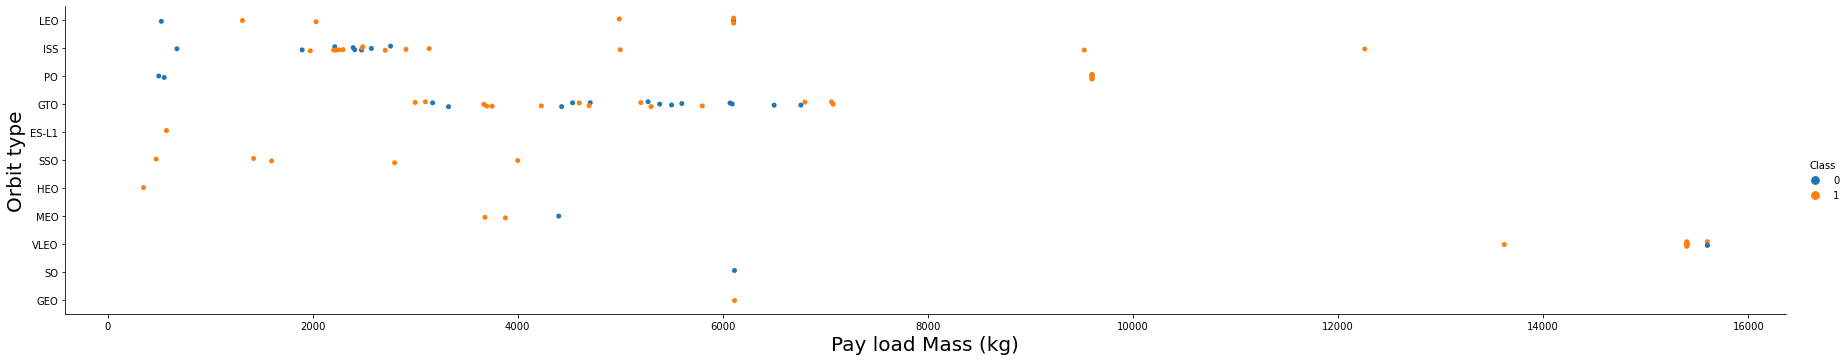 Orbit type
LEO
ISS
PO
GTO
ES-L1
SSO
HEO
MEO
VLEO
SO
GEO
0 2000 4000 6000 8000 10000 12000 14000 16000
Pay load Mass (kg)
Class
0
1